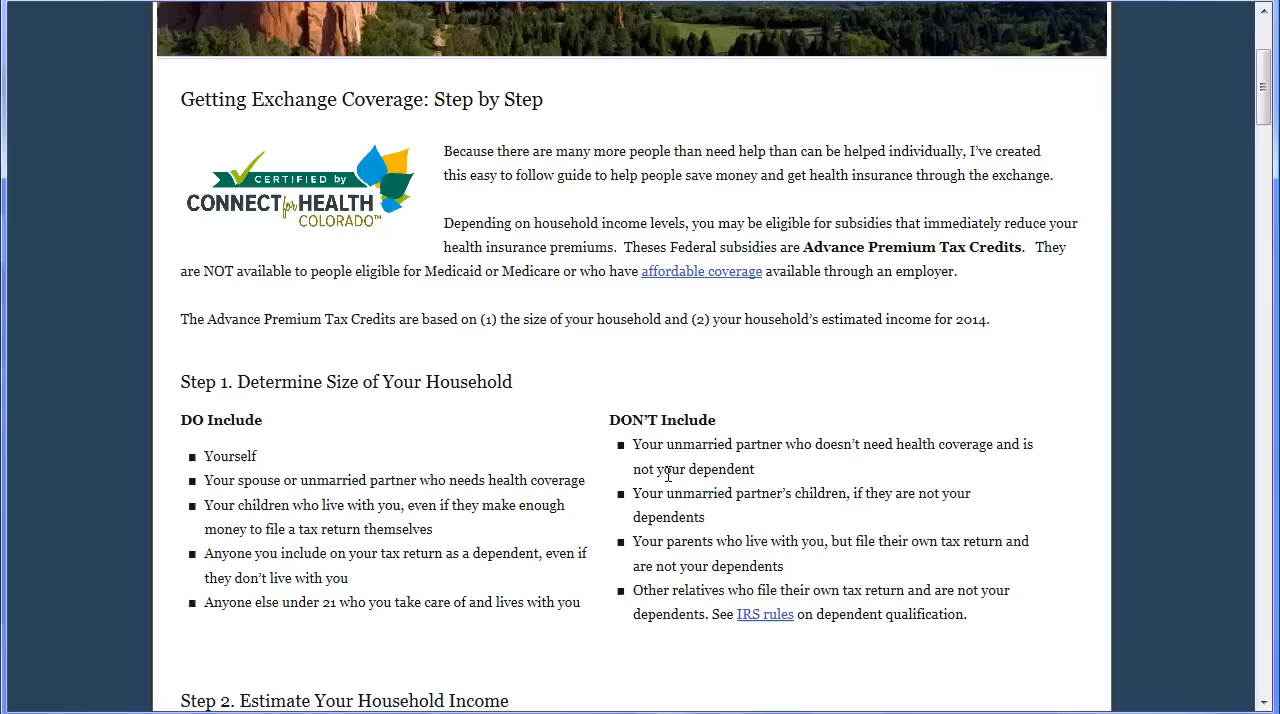 Getting Exchange Coverage: Step by Step
CERTIFIED by
CONNECT for HEALTH
COLORADO™
Because there are many more people than need help than can be helped individually, I've created
this easy to follow guide to help people save money and get health insurance through the exchange.
Depending on household income levels, you may be eligible for subsidies that immediately reduce your
health insurance premiums.  Theses Federal subsidies are Advance Premium Tax Credits.   They
are NOT available to people eligible for Medicaid or Medicare or who have affordable coverage available through an employer.
The Advance Premium Tax Credits are based on (1) the size of your household and (2) your household's estimated income for 2014.
Step 1. Determine Size of Your Household
DO Include
Yourself
Your spouse or unmarried partner who needs health coverage
Your children who live with you, even if they make enough
money to file a tax return themselves
Anyone you include on your tax return as a dependent, even if
they don't live with you
Anyone else under 21 who you take care of and lives with you
DON'T Include
Your unmarried partner who doesn't need health coverage and is
not your dependent
Your unmarried partner's children, if they are not your
dependents
Your parents who live with you, but file their own tax return and
are not your dependents
Other relatives who file their own tax return and are not your
dependents. See IRS rules on dependent qualification.
Step 2. Estimate Your Household Income